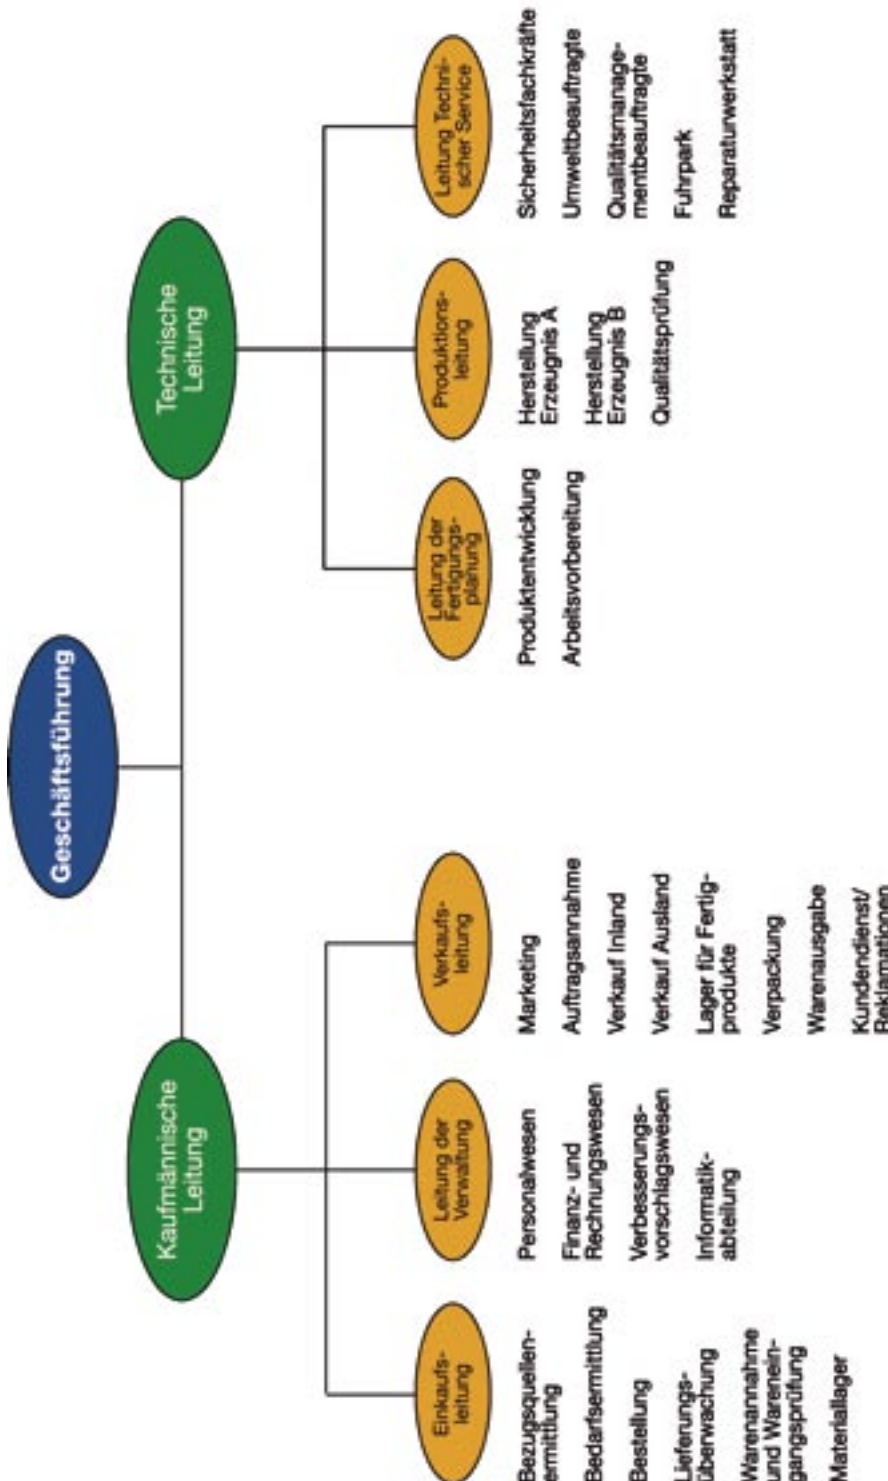 Geschäftsführung
Kaufmännische
Leitung
Technische
Leitung
Einkaufs-
leitung
Bezugsquellen-
ermittlung
Bedarfsermittlung
Bestellung
Lieferungs-
überwachung
Warenannahme
und Warenein-
gangsprüfung
Materiallager
Leitung der
Verwaltung
Personalwesen
Finanz- und
Rechnungswesen
Verbesserungs-
vorschlagswesen
Informatik-
abteilung
Verkaufs-
leitung
Marketing
Auftragsannahme
Verkauf Inland
Verkauf Ausland
Lager für Fertig-
produkte
Verpackung
Warenausgabe
Kundendienst/
Reklamationen
Leitung der
Fertigungs-
planung
Produktentwicklung
Arbeitsvorbereitung
Produktions-
leitung
Herstellung
Erzeugnis A
Herstellung
Erzeugnis B
Qualitätsprüfung
Leitung Techni-
scher Service
Sicherheitsfachkräfte
Umweltbeauftragte
Qualitätsmanage-
mentbeauftragte
Fuhrpark
Reparaturwerkstatt